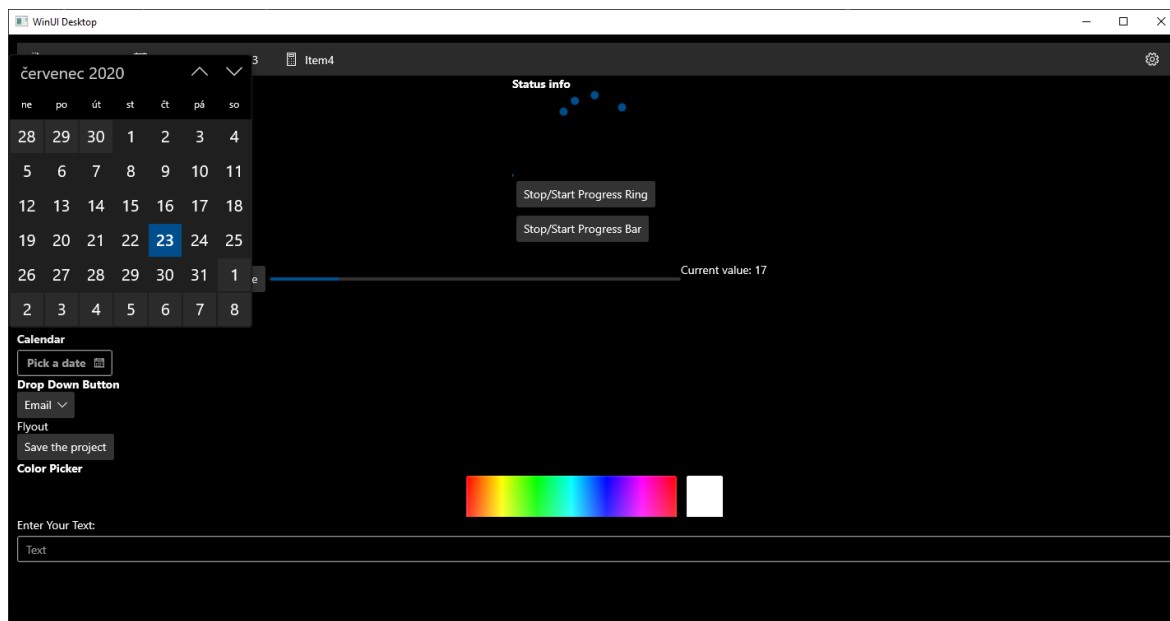 WinUI Desktop
3 Item4
červenec 2020
ne po út st čt pá so
28 29 30 1 2 3 4
5 6 7 8 9 10 11
12 13 14 15 16 17 18
19 20 21 22 23 24 25
26 27 28 29 30 31 1
2 3 4 5 6 7 8
Status info
Stop/Start Progress Ring
Stop/Start Progress Bar
e
Current value: 17
Calendar
Pick a date
Drop Down Button
Email
Flyout
Save the project
Color Picker
Enter Your Text:
Text